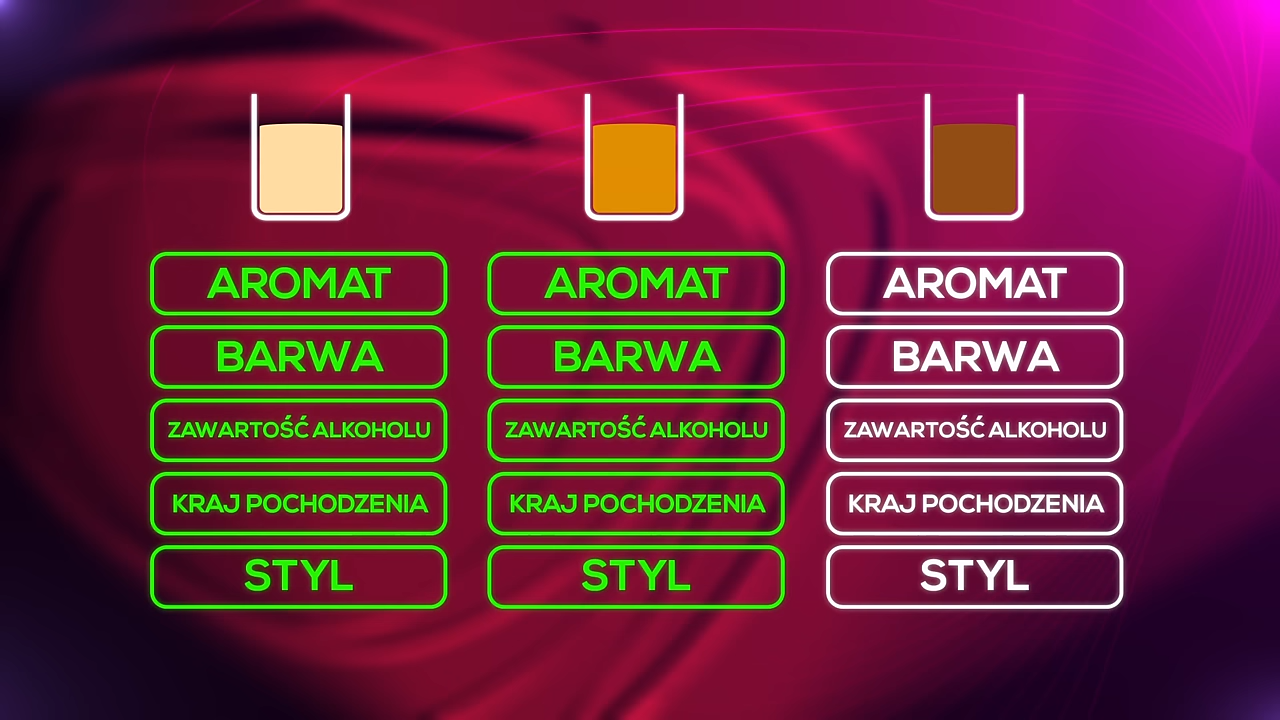 AROMAT
BARWA
ZAWARTOŚĆ ALKOHOLU
KRAJ POCHODZENIA
STYL
AROMAT
BARWA
ZAWARTOŚĆ ALKOHOLU
KRAJ POCHODZENIA
STYL
AROMAT
BARWA
ZAWARTOŚĆ ALKOHOLU
KRAJ POCHODZENIA
STYL